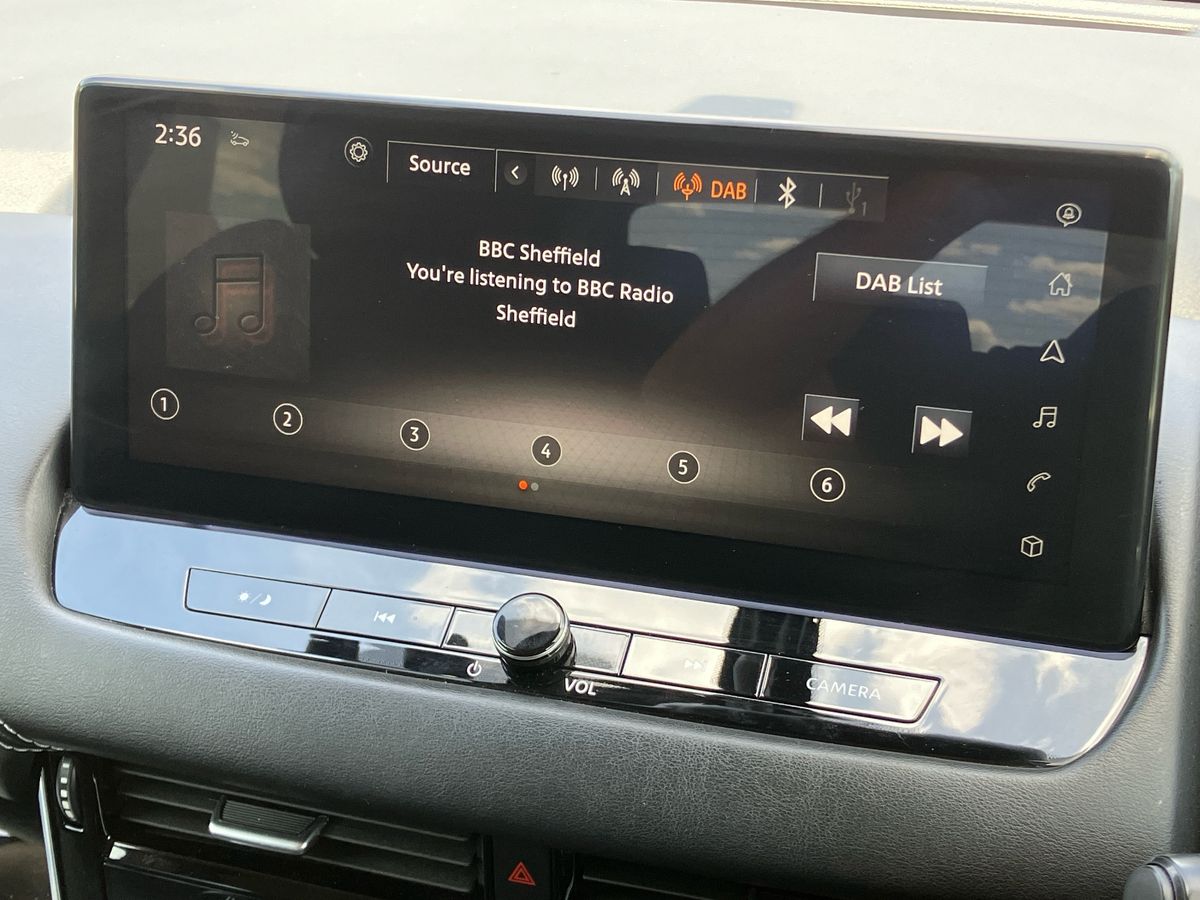 2:36
Source
DAB
1
BBC Sheffield
You're listening to BBC Radio
Sheffield
DAB List
1
2
3
4
5
6
VOL
CAMERA